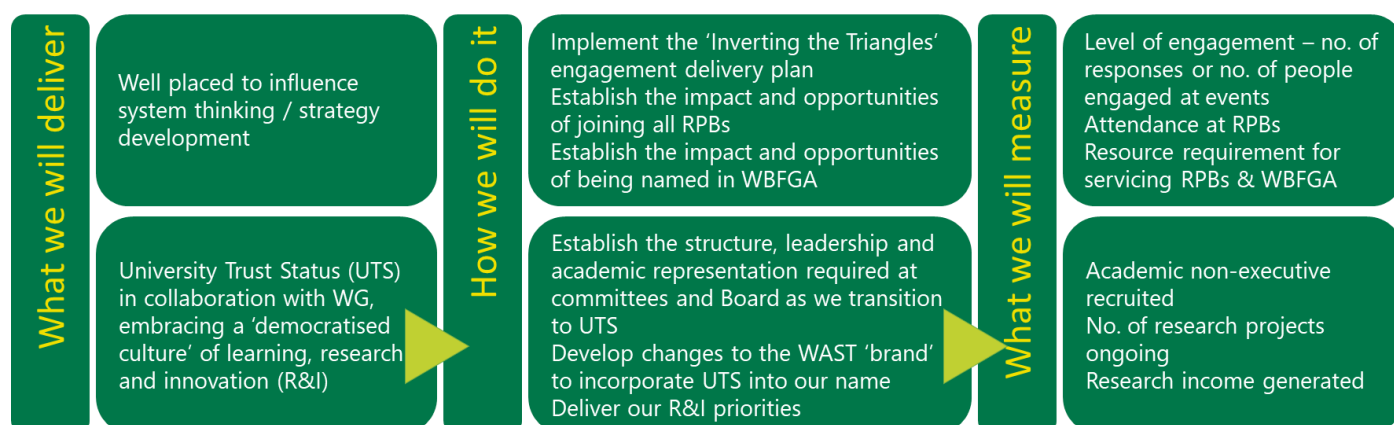 What we will deliver
Well placed to influence
system thinking / strategy
development
University Trust Status (UTS)
in collaboration with WG,
embracing a ‘democratised
culture’ of learning, research
and innovation (R&I)
How we will do it
Implement the ‘Inverting the Triangles’
engagement delivery plan
Establish the impact and opportunities
of joining all RPBs
Establish the impact and opportunities
of being named in WBFGA
Establish the structure, leadership and
academic representation required at
committees and Board as we transition
to UTS
Develop changes to the WAST ‘brand’
to incorporate UTS into our name
Deliver our R&I priorities
What we will measure
Level of engagement – no. of
responses or no. of people
engaged at events
Attendance at RPBs
Resource requirement for
servicing RPBs & WBFGA
Academic non-executive
recruited
No. of research projects
ongoing
Research income generated